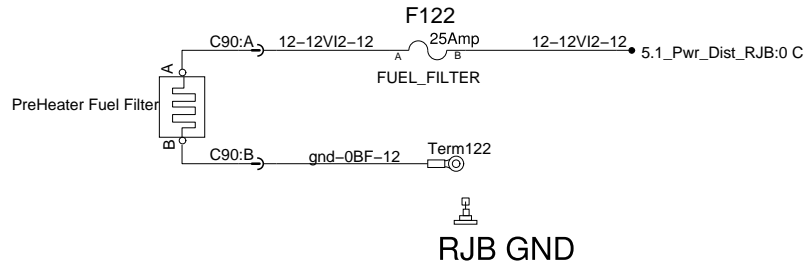 F122
C90:A
12-12VI2-12
25Amp
12-12VI2-12
A
B
5.1_Pwr_Dist_RJB:0 C
FUEL_FILTER
A
PreHeater Fuel Filter
B
C90:B
gnd-0BF-12
Term122
RJB GND